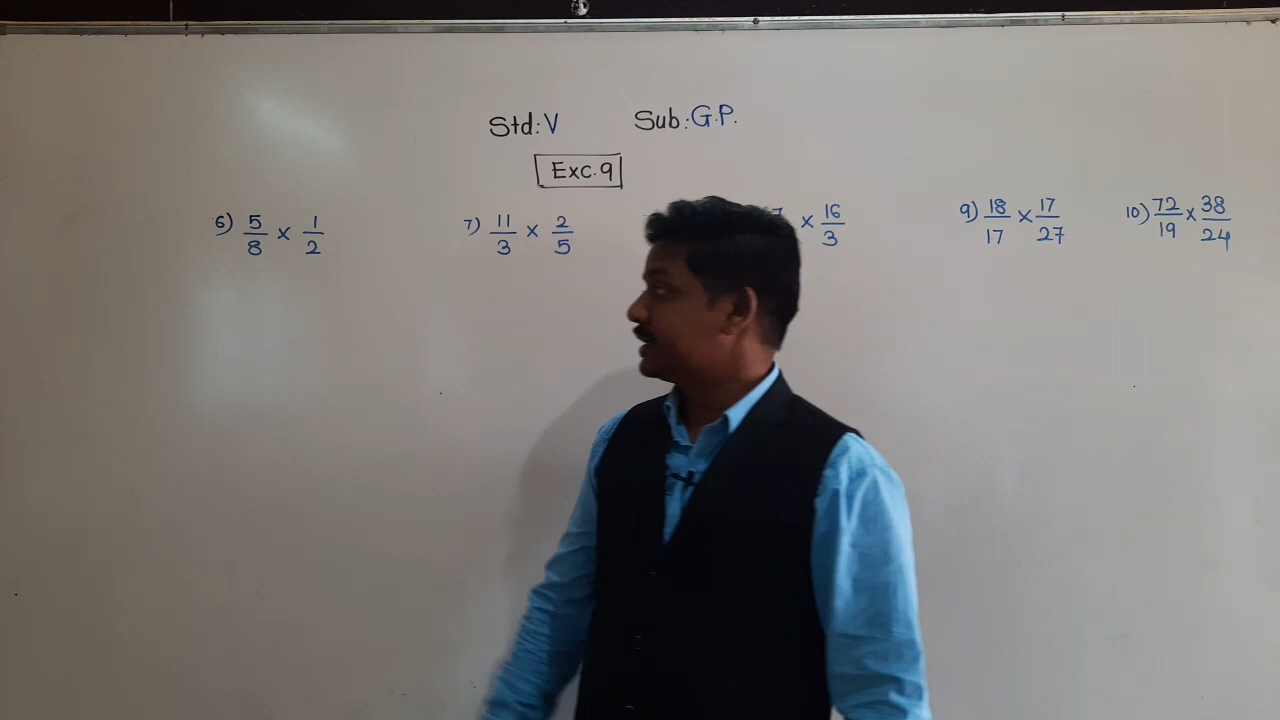 Std: V Sub: G.P.
Exc. 9
6) 5/8 x 1/2 7) 11/3 x 2/5 x 16/3 9) 18/17 x 17/27 10) 72/19 x 38/24